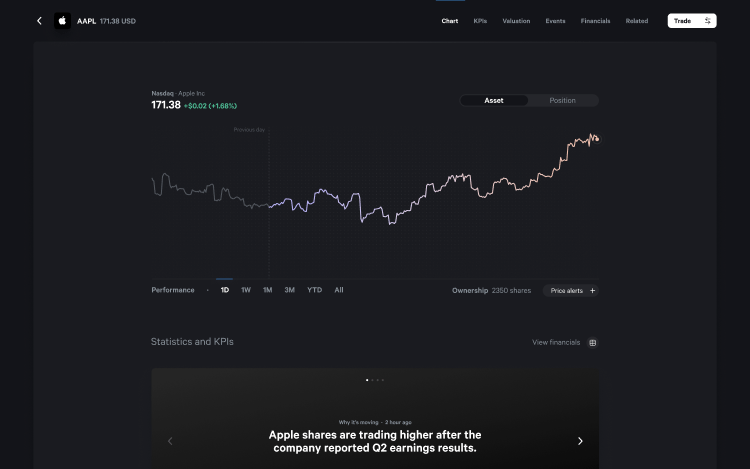 AAPL 171.38 USD
Chart KPIs Valuation Events Financials Related Trade
Nasdaq · Apple Inc
171.38 +$0.02 (+1.68%)
Asset Position
Previous day
Performance · 1D 1W 1M 3M YTD All
Ownership 2350 shares Price alerts +
Statistics and KPIs
View financials
Why it's moving – 2 hour ago
Apple shares are trading higher after the
company reported Q2 earnings results.